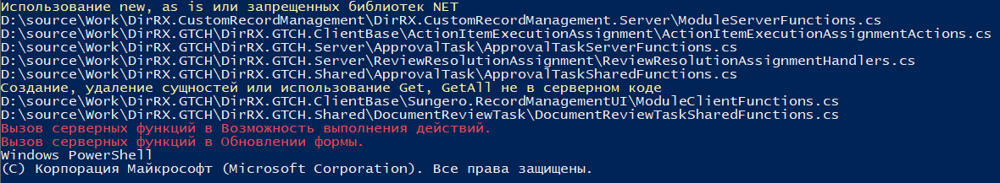 Использование new, as is или запрещенных библиотек NET
D:\source\Work\DirRX.CustomRecordManagement\DirRX.CustomRecordManagement.Server\ModuleServerFunctions.cs
D:\source\Work\DirRX.GTCH\DirRX.GTCH.ClientBase\ActionItemExecutionAssignment\ActionItemExecutionAssignmentActions.cs
D:\source\Work\DirRX.GTCH\DirRX.GTCH.Server\ApprovalTask\ApprovalTaskServerFunctions.cs
D:\source\Work\DirRX.GTCH\DirRX.GTCH.Server\ReviewResolutionAssignment\ReviewResolutionAssignmentHandlers.cs
D:\source\Work\DirRX.GTCH\DirRX.GTCH.Shared\ApprovalTask\ApprovalTaskSharedFunctions.cs
Создание, удаление сущностей или использование Get, GetAll не в серверном коде
D:\source\Work\DirRX.GTCH\DirRX.GTCH.ClientBase\Sungero.RecordManagementUI\ModuleClientFunctions.cs
D:\source\Work\DirRX.GTCH\DirRX.GTCH.Shared\DocumentReviewTask\DocumentReviewTaskSharedFunctions.cs
Вызов серверных функций в Возможность выполнения действий.
Вызов серверных функций в Обновлении формы.
Windows PowerShell
(C) Корпорация Майкрософт (Microsoft Corporation). Все права защищены.